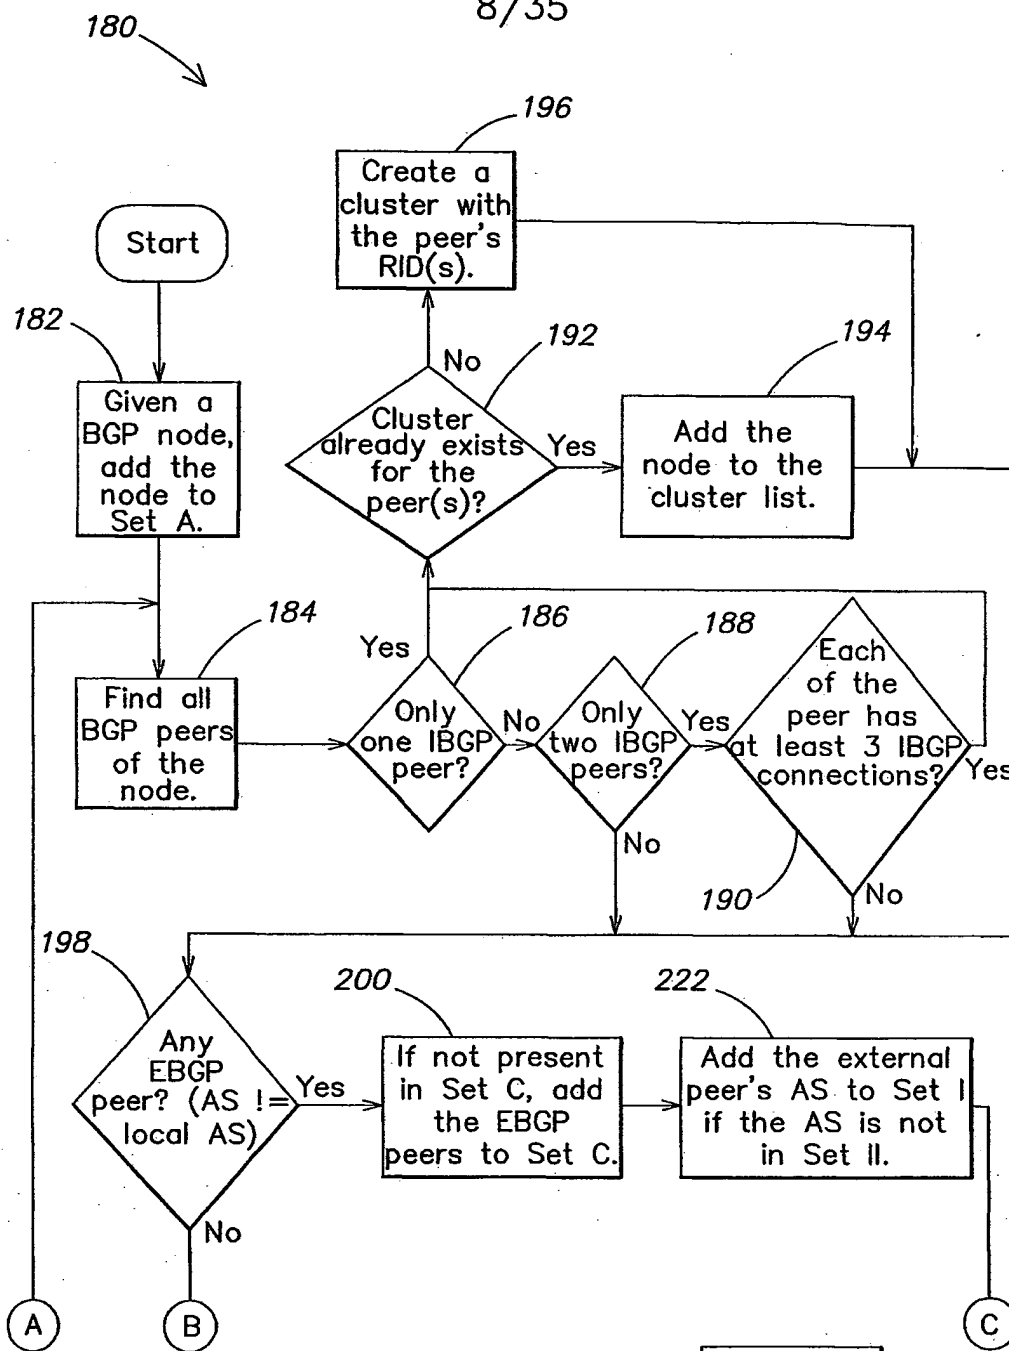 8/35
180
196
Create a
cluster with
the peer's
RID(s).
Start
182
192
194
No
Given a
BGP node,
add the
node to
Set A.
Cluster
already exists
for the
peer(s)?
Yes
Add the
node to the
cluster list.
184
186
188
Yes
Find all
BGP peers
of the
node.
Only
one IBGP
peer?
No
Only
two IBGP
peers?
Yes
Each
of the
peer has
at least 3 IBGP
connections?
Yes
No
190
No
198
200
222
Any
EBGP
peer? (AS !=
local AS)
Yes
If not present
in Set C, add
the EBGP
peers to Set C.
Add the external
peer's AS to Set I
if the AS is not
in Set II.
No
A
B
C